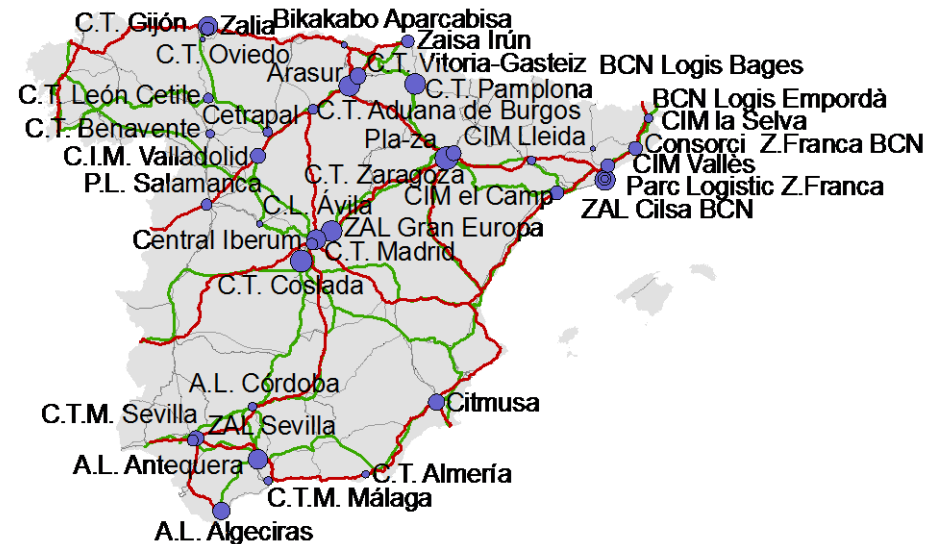 C.T. Gijón
Zalia
Bikakabo Aparcabisa
Zaisa Irún
C.T. Oviedo
Arasur
C.T. Vitoria-Gasteiz
BCN Logis Bages
C.T. León Cetile
C.T. Pamplona
BCN Logis Empordà
Cetrapal
C.T. Aduana de Burgos
CIM la Selva
C.T. Benavente
Pla-za
CIM Lleida
Consorci Z.Franca BCN
C.I.M. Valladolid
CIM Vallès
C.T. Zaragoza
P.L. Salamanca
Parc Logistic Z.Franca
CIM el Camp
C.L. Ávila
ZAL Cilsa BCN
ZAL Gran Europa
Central Iberum
C.T. Madrid
C.T. Coslada
A.L. Córdoba
Citmusa
C.T.M. Sevilla
ZAL Sevilla
A.L. Antequera
C.T. Almería
C.T.M. Málaga
A.L. Algeciras